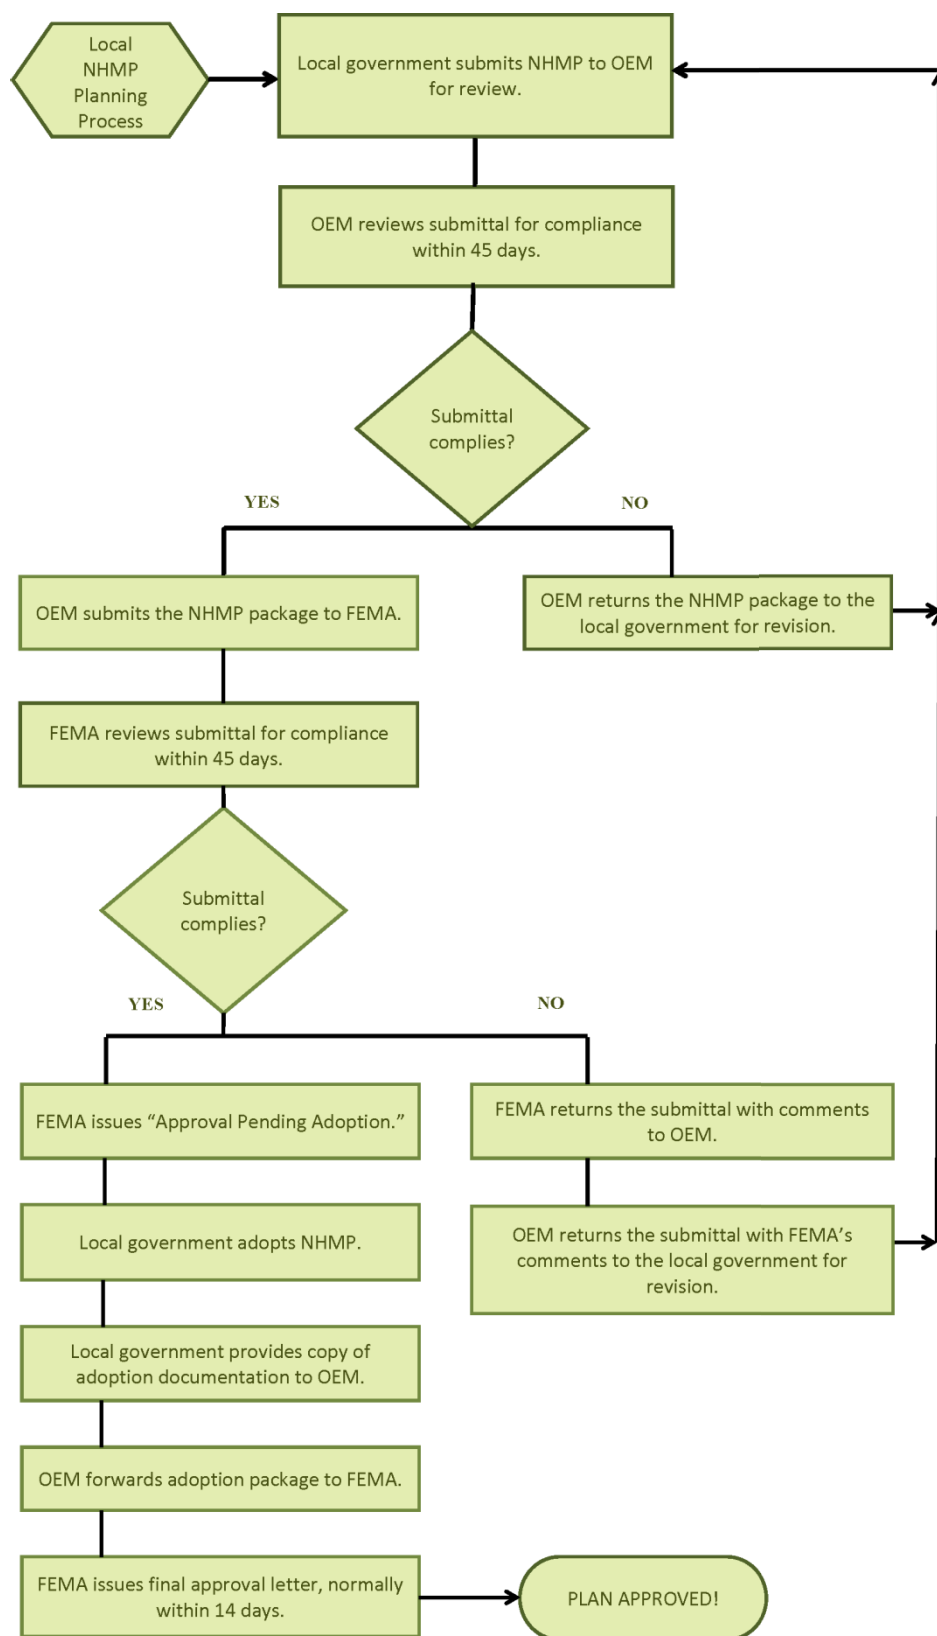 Local
NHMP
Planning
Process
Local government submits NHMP to OEM
for review.
OEM reviews submittal for compliance
within 45 days.
Submittal
complies?
YES
NO
OEM submits the NHMP package to FEMA.
OEM returns the NHMP package to the
local government for revision.
FEMA reviews submittal for compliance
within 45 days.
Submittal
complies?
YES
NO
FEMA issues “Approval Pending Adoption.”
FEMA returns the submittal with comments
to OEM.
Local government adopts NHMP.
OEM returns the submittal with FEMA’s
comments to the local government for
revision.
Local government provides copy of
adoption documentation to OEM.
OEM forwards adoption package to FEMA.
FEMA issues final approval letter, normally
within 14 days.
PLAN APPROVED!